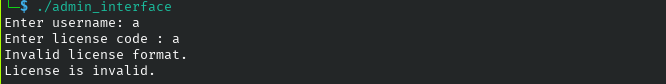 └─$ ./admin_interface
Enter username: a
Enter license code : a
Invalid license format.
License is invalid.